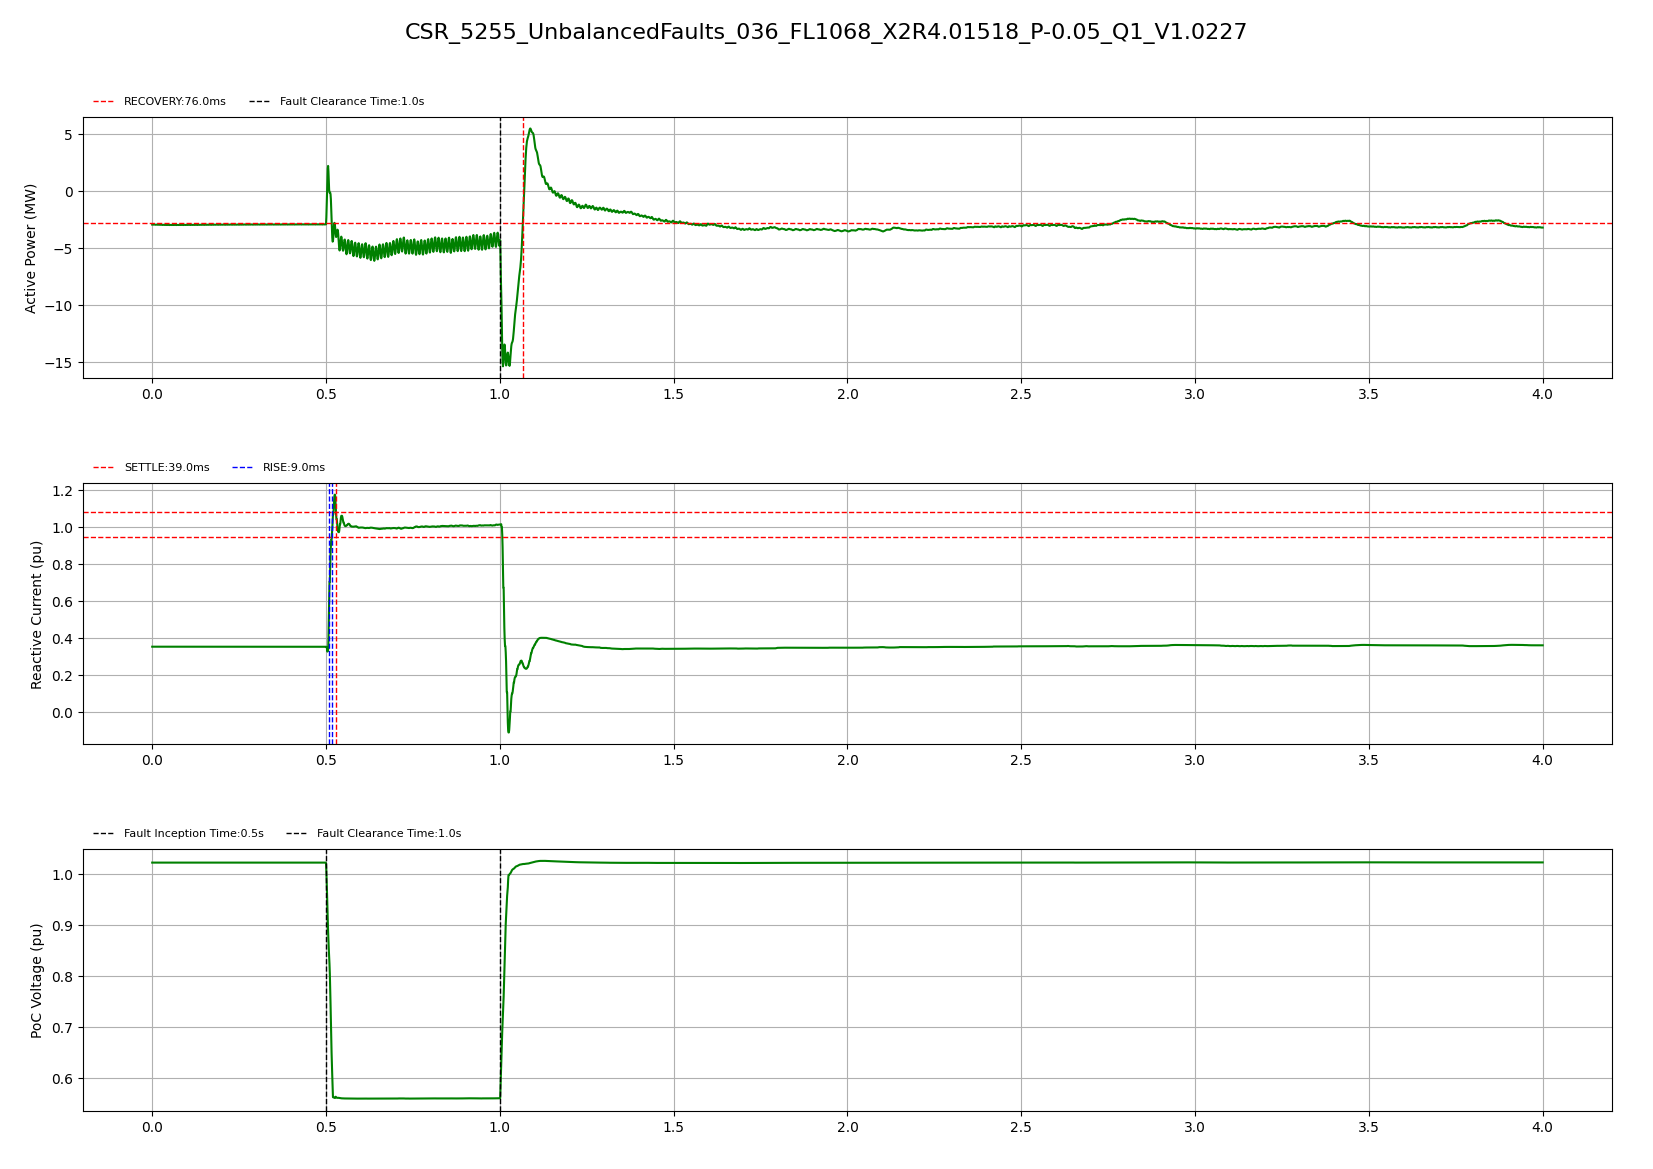 CSR_5255_UnbalancedFaults_036_FL1068_X2R4.01518_P-0.05_Q1_V1.0227
RECOVERY:76.0ms Fault Clearance Time:1.0s
Active Power (MW)
5
0
−5
−10
−15
0.0 0.5 1.0 1.5 2.0 2.5 3.0 3.5 4.0
SETTLE:39.0ms RISE:9.0ms
Reactive Current (pu)
1.2
1.0
0.8
0.6
0.4
0.2
0.0
0.0 0.5 1.0 1.5 2.0 2.5 3.0 3.5 4.0
Fault Inception Time:0.5s Fault Clearance Time:1.0s
PoC Voltage (pu)
1.0
0.9
0.8
0.7
0.6
0.0 0.5 1.0 1.5 2.0 2.5 3.0 3.5 4.0